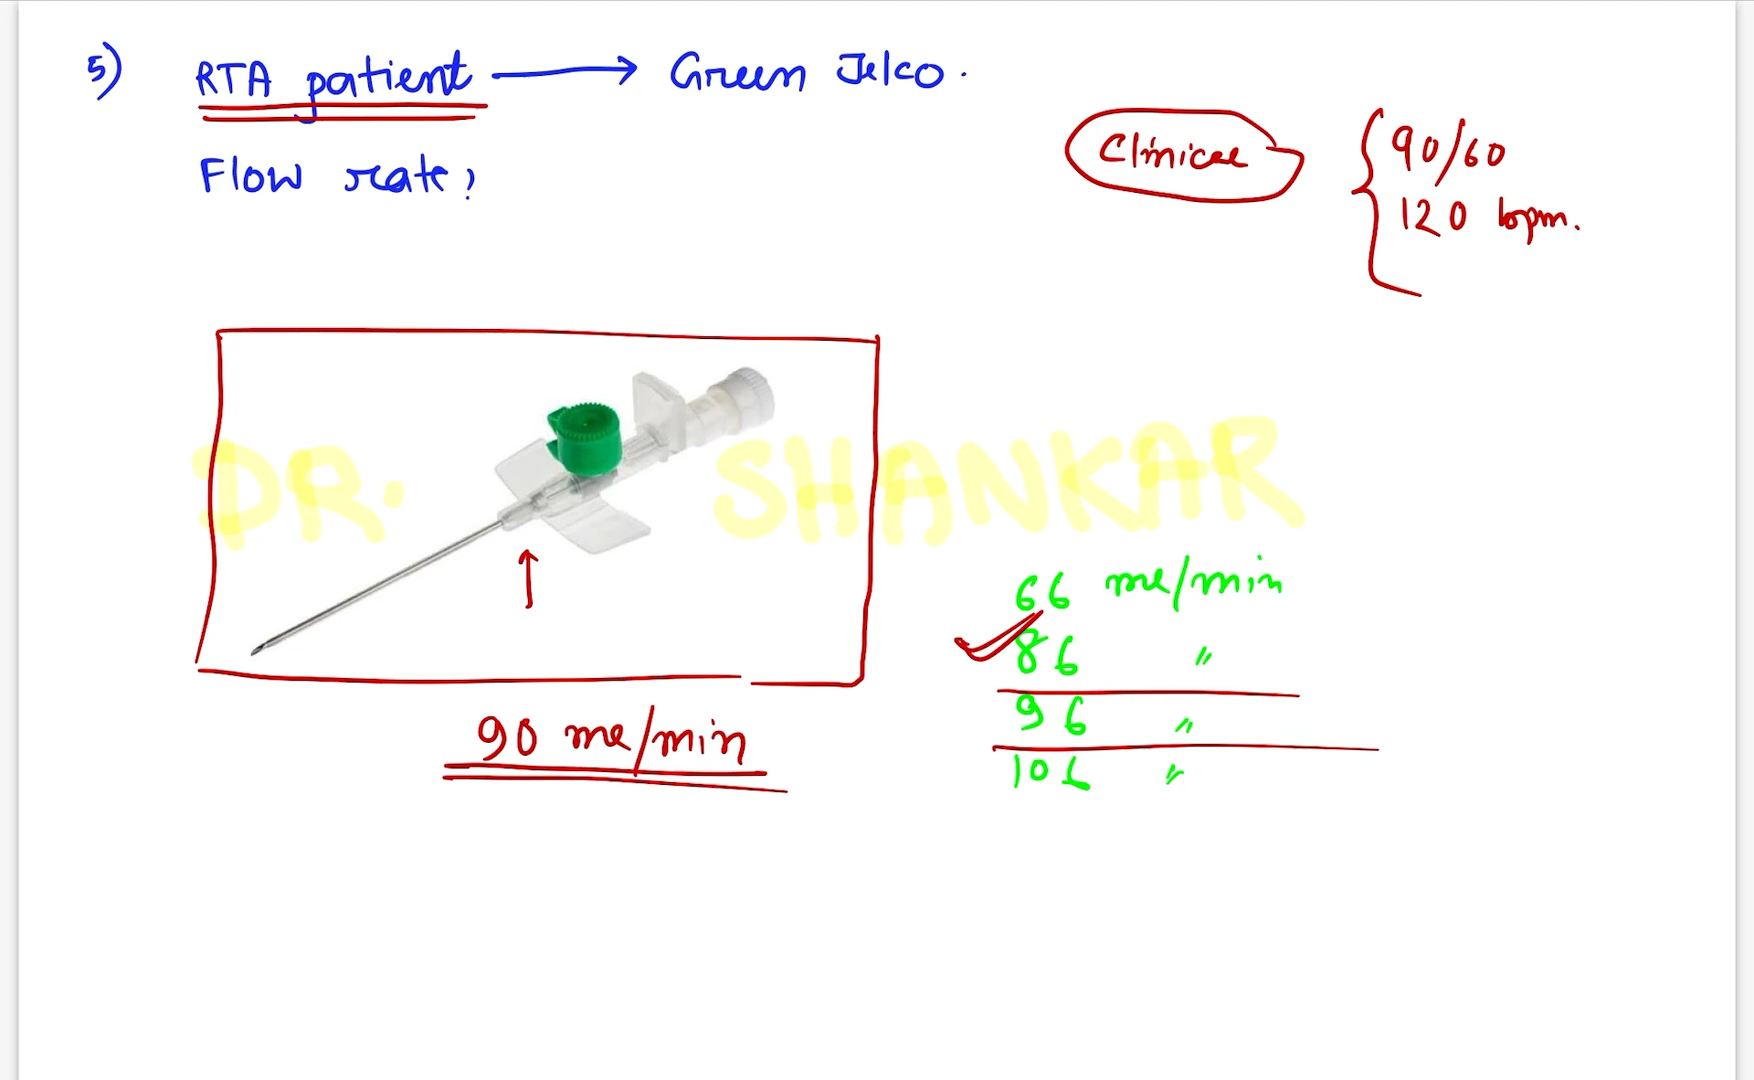 5) RTA patient → Green Jelco.
Flow rate?
Clinical
90/60
120 bpm.
DR. SHANKAR
66 ml/min
86 "
96 "
106 "
90 ml/min